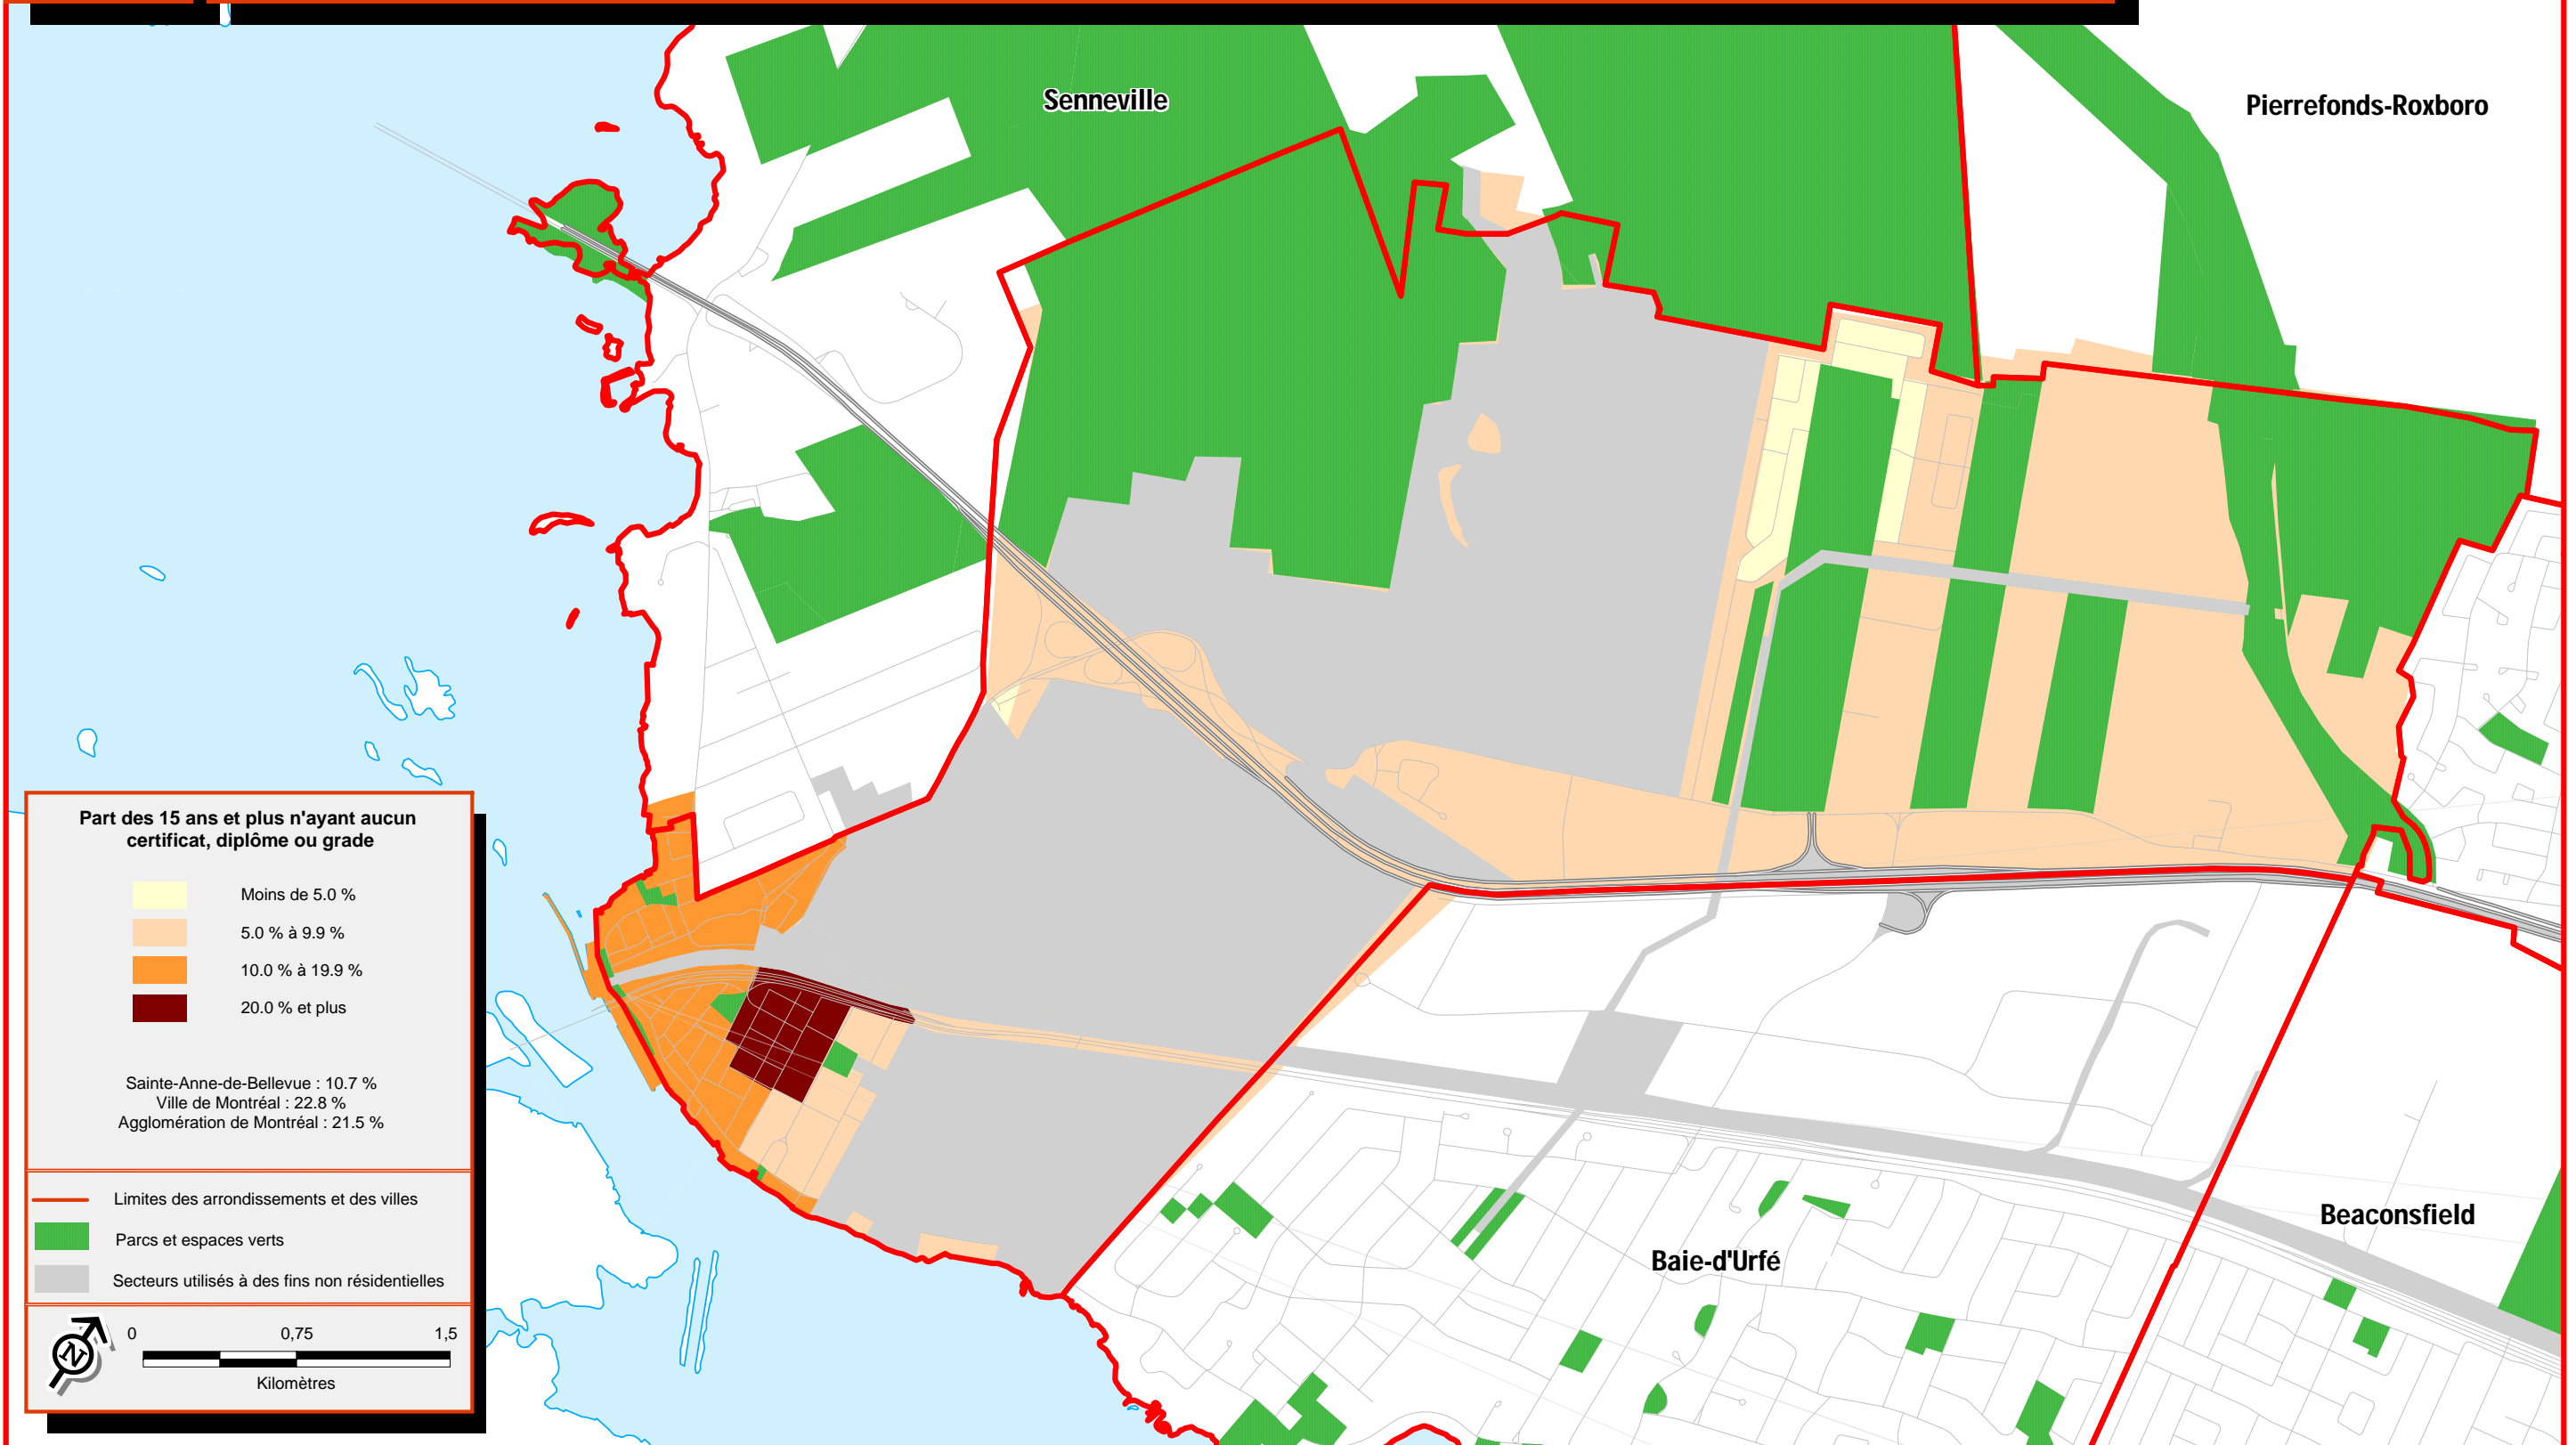 Senneville
Pierrefonds-Roxboro
Part des 15 ans et plus n'ayant aucun
certificat, diplôme ou grade
Moins de 5.0 %
5.0 % à 9.9 %
10.0 % à 19.9 %
20.0 % et plus
Sainte-Anne-de-Bellevue : 10.7 %
Ville de Montréal : 22.8 %
Agglomération de Montréal : 21.5 %
Limites des arrondissements et des villes
Parcs et espaces verts
Secteurs utilisés à des fins non résidentielles
N
0 0,75 1,5
Kilomètres
Beaconsfield
Baie-d'Urfé